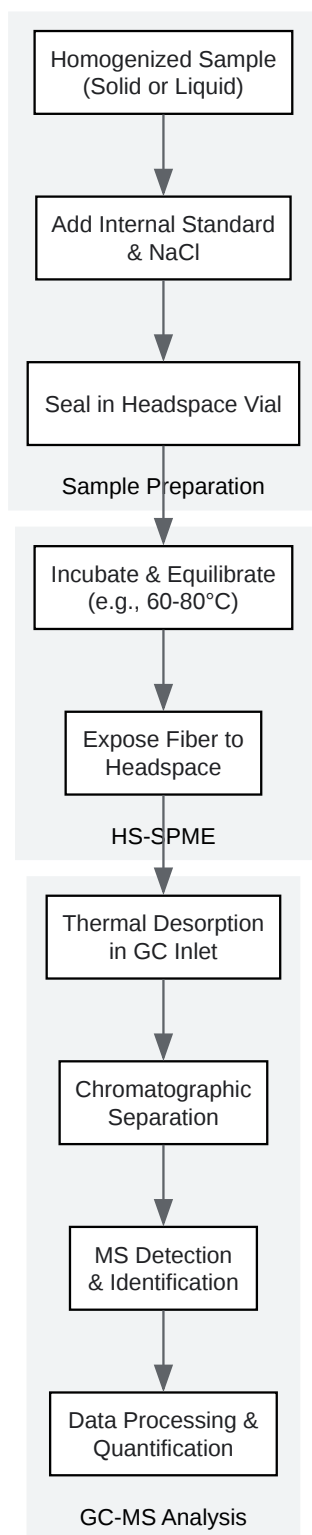 Homogenized Sample
(Solid or Liquid)
Add Internal Standard
& NaCl
Seal in Headspace Vial
Sample Preparation
Incubate & Equilibrate
(e.g., 60-80°C)
Expose Fiber to
Headspace
HS-SPME
Thermal Desorption
in GC Inlet
Chromatographic
Separation
MS Detection
& Identification
Data Processing &
Quantification
GC-MS Analysis